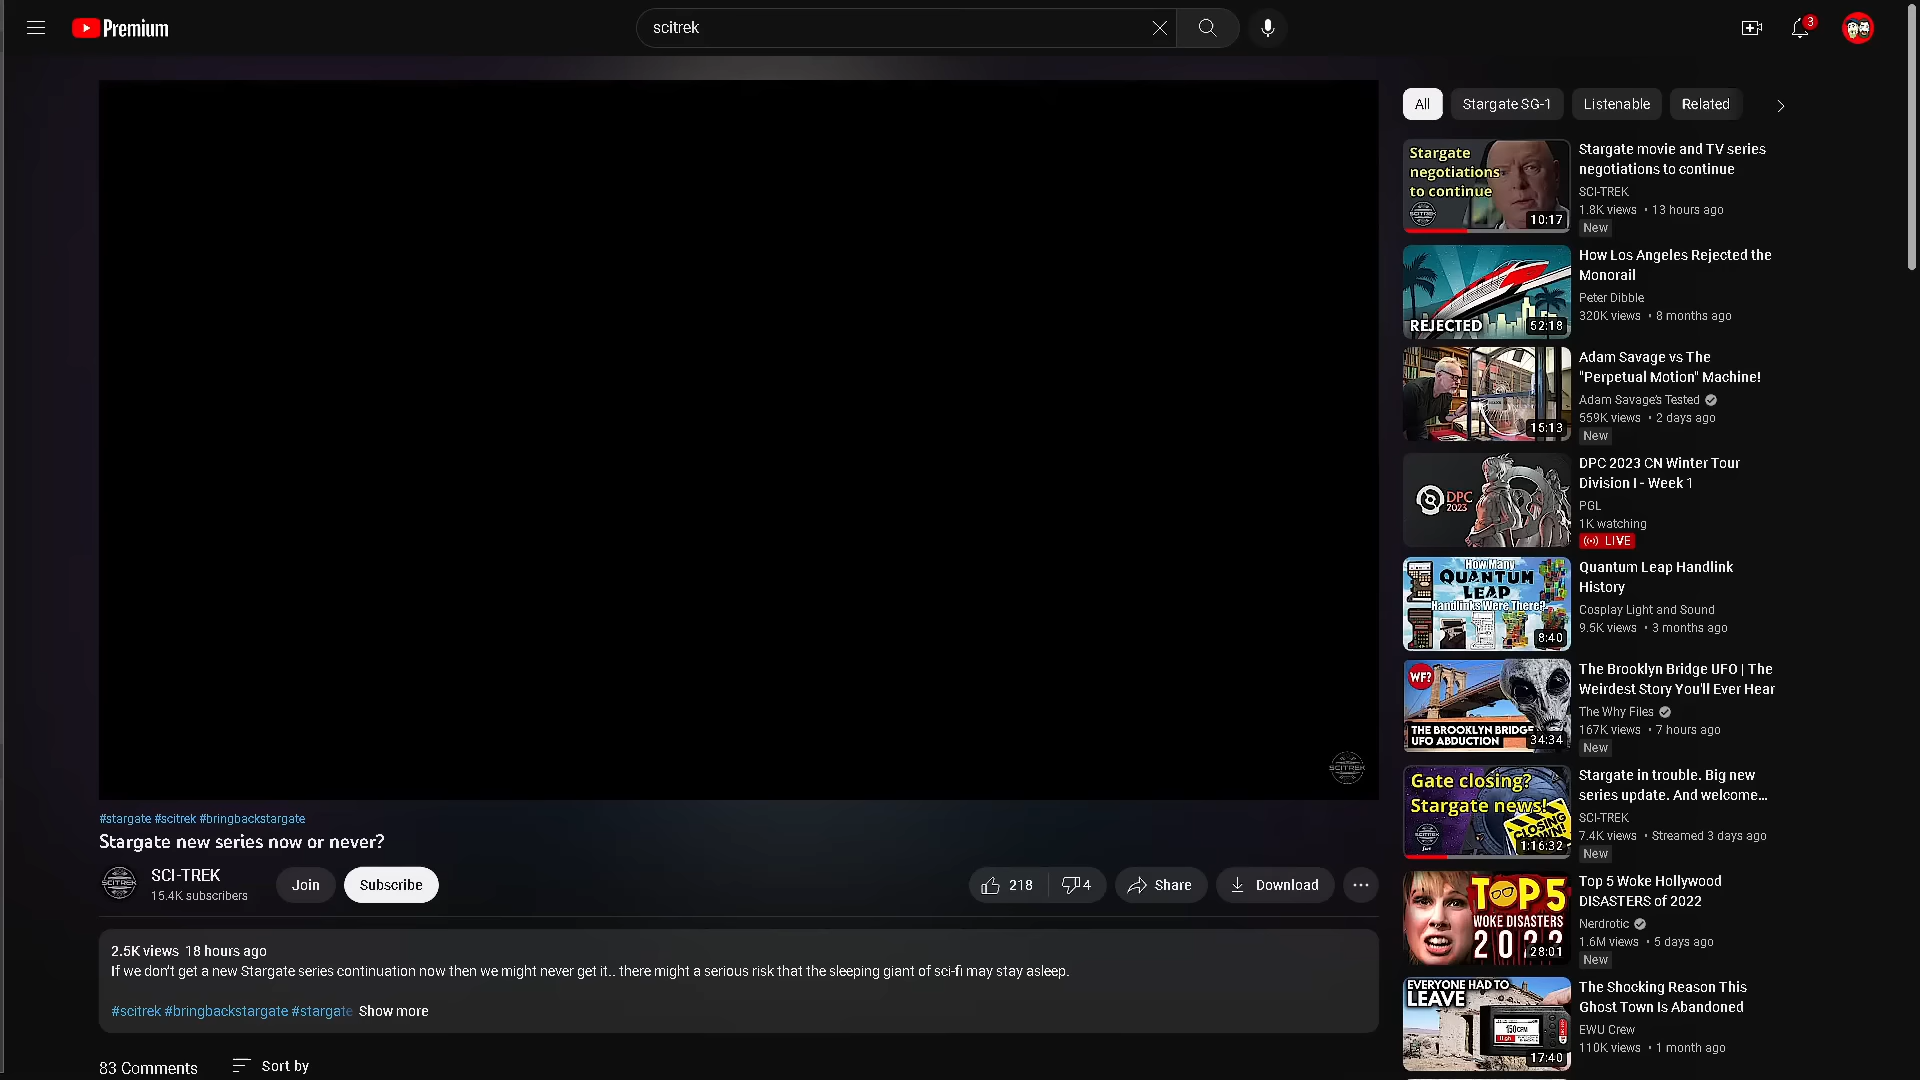 Premium
scitrek
3
All
Stargate SG-1
Listenable
Related
Stargate
negotiations
to continue
SCITREK
10:17
Stargate movie and TV series
negotiations to continue
SCI-TREK
1.8K views • 13 hours ago
New
REJECTED
52:18
How Los Angeles Rejected the
Monorail
Peter Dibble
320K views • 8 months ago
15:13
Adam Savage vs The
"Perpetual Motion" Machine!
Adam Savage's Tested
559K views • 2 days ago
New
DPC
2023
DPC 2023 CN Winter Tour
Division I - Week 1
PGL
1K watching
LIVE
How Many
QUANTUM
LEAP
Handlinks Were There?
8:40
Quantum Leap Handlink
History
Cosplay Light and Sound
9.5K views • 3 months ago
WF?
THE BROOKLYN BRIDGE
UFO ABDUCTION
34:34
The Brooklyn Bridge UFO | The
Weirdest Story You'll Ever Hear
The Why Files
167K views • 7 hours ago
New
Gate closing?
Stargate news!
SCITREK
1:16:32
Stargate in trouble. Big new
series update. And welcome...
SCI-TREK
7.4K views • Streamed 3 days ago
New
TOP 5
WOKE DISASTERS
28:01
Top 5 Woke Hollywood
DISASTERS of 2022
Nerdrotic
1.6M views • 5 days ago
New
EVERYONE HAD TO
LEAVE
17:40
The Shocking Reason This
Ghost Town Is Abandoned
EWU Crew
110K views • 1 month ago
SCITREK
#stargate #scitrek #bringbackstargate
Stargate new series now or never?
SCITREK
SCI-TREK
15.4K subscribers
Join
Subscribe
218
4
Share
Download
2.5K views 18 hours ago
If we don't get a new Stargate series continuation now then we might never get it.. there might a serious risk that the sleeping giant of sci-fi may stay asleep.
#scitrek #bringbackstargate #stargate Show more
83 Comments
Sort by